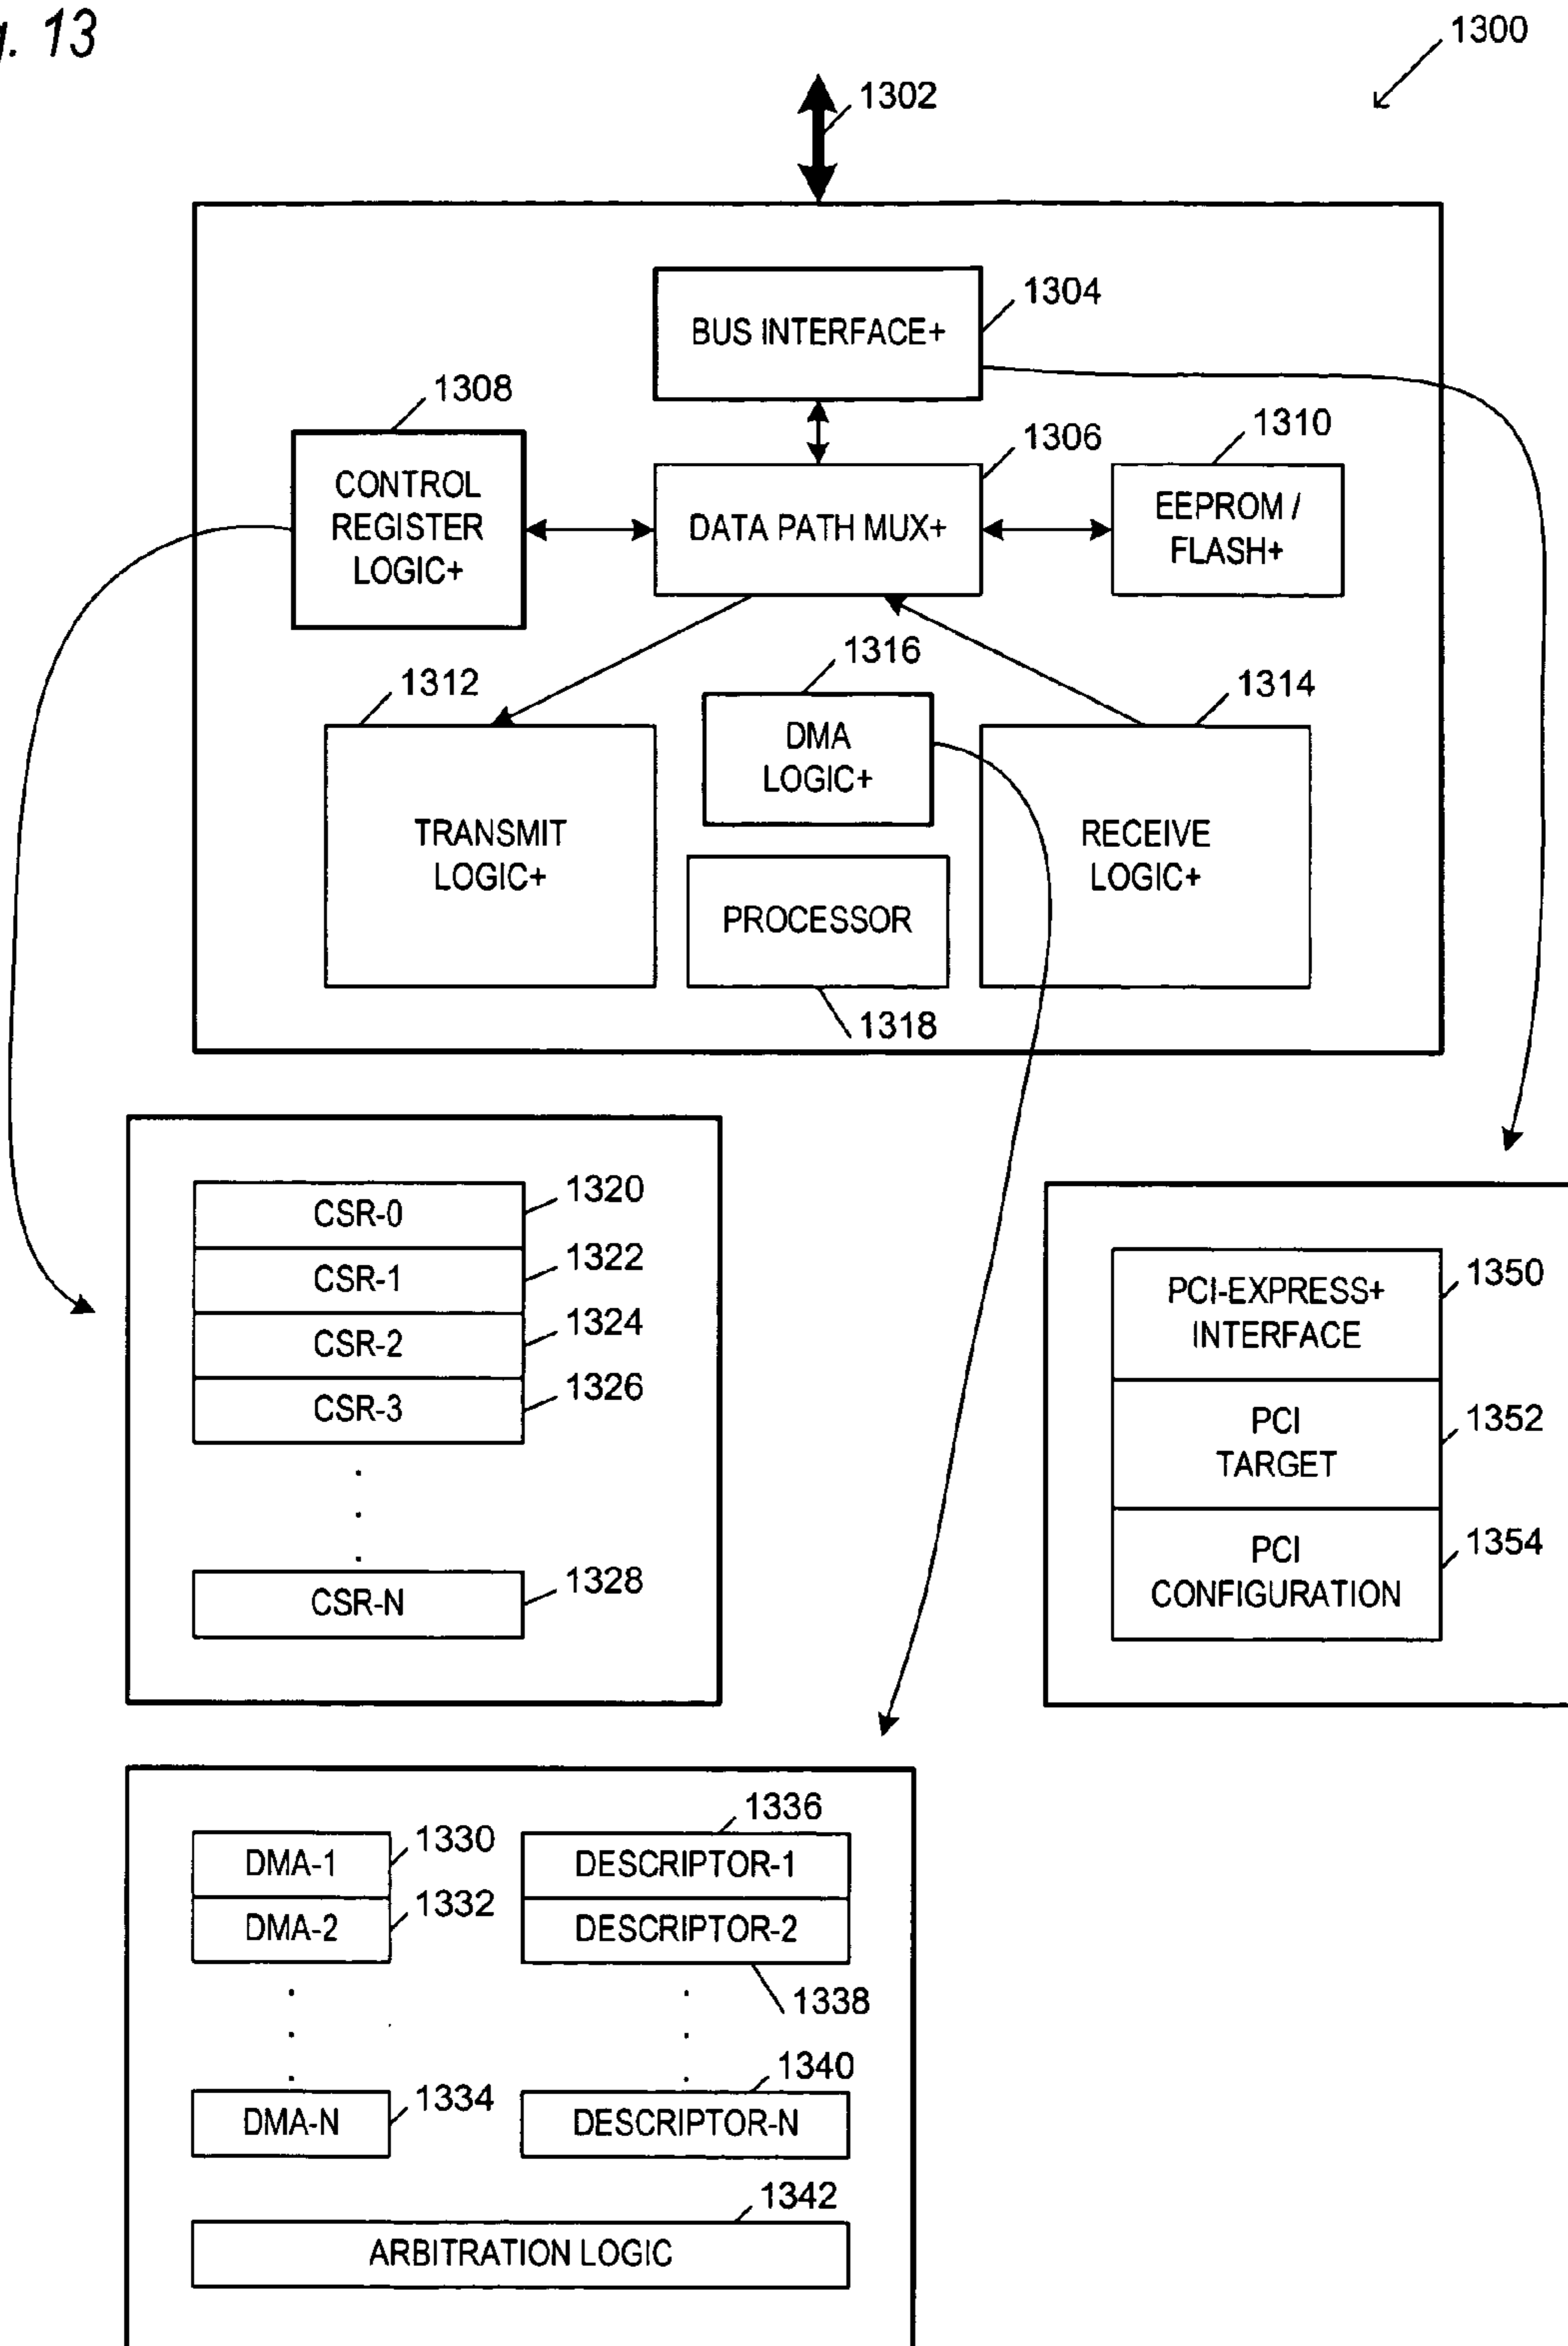 . 13
1300
1302
BUS INTERFACE+
1304
1308
CONTROL
REGISTER
LOGIC+
DATA PATH MUX+
1306
1310
EEPROM /
FLASH+
1312
TRANSMIT
LOGIC+
1316
DMA
LOGIC+
1314
RECEIVE
LOGIC+
PROCESSOR
1318
CSR-0
1320
CSR-1
1322
CSR-2
1324
CSR-3
1326
.
.
.
CSR-N
1328
PCI-EXPRESS+
INTERFACE
1350
PCI
TARGET
1352
PCI
CONFIGURATION
1354
DMA-1
1330
DMA-2
1332
.
.
.
DMA-N
1334
1336
DESCRIPTOR-1
DESCRIPTOR-2
1338
.
.
.
1340
DESCRIPTOR-N
1342
ARBITRATION LOGIC